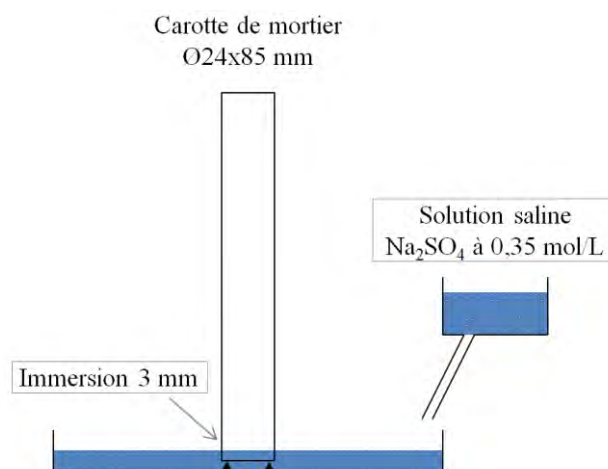 Carotte de mortier
Ø24x85 mm
Solution saline
Na₂SO₄ à 0,35 mol/L
Immersion 3 mm